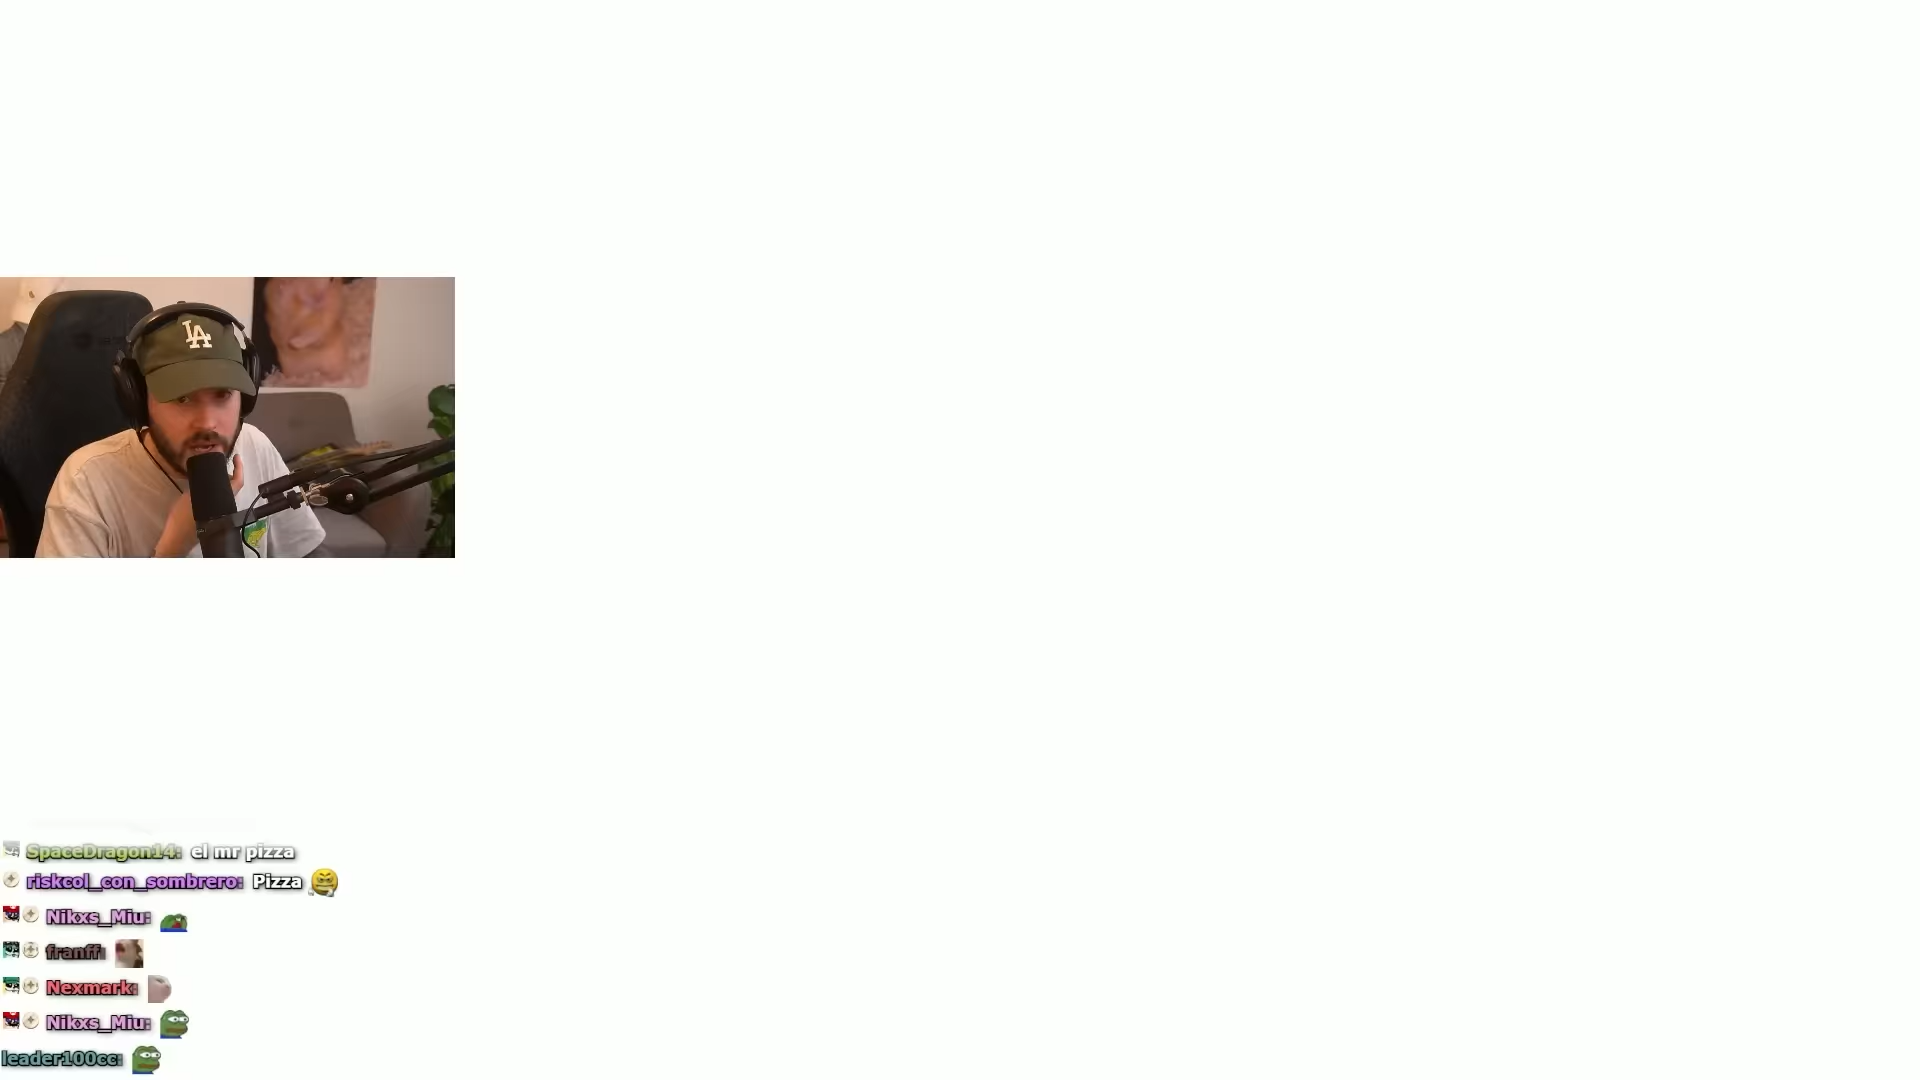 LA
SpaceDragon14: el mr pizza
riskcol_con_sombrero: Pizza
Nikxs_Miu:
franff:
Nexmark:
Nikxs_Miu:
leader100cc: